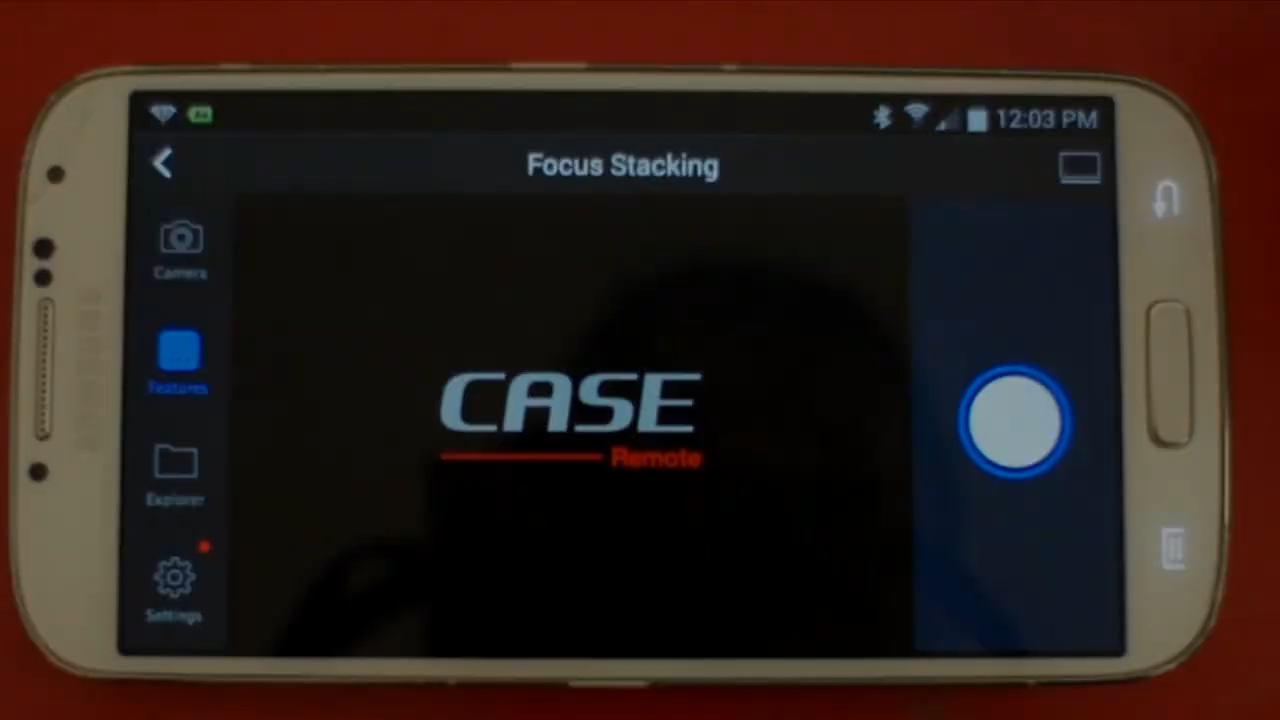 12:03 PM
Focus Stacking
Camera
Features
CASE
Remote
Explorer
Settings